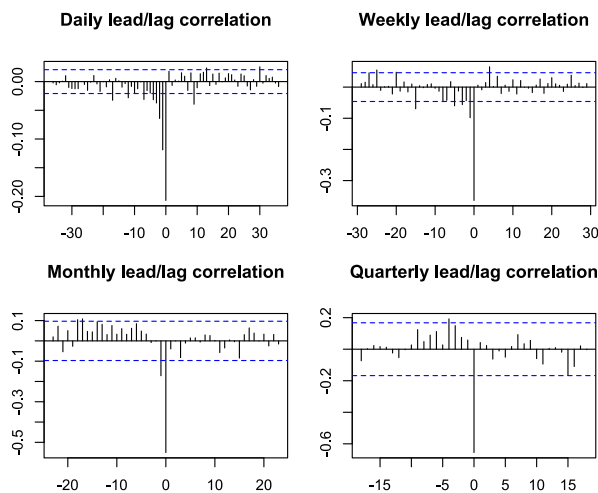 Daily lead/lag correlation
0.00
-0.10
-0.20
-30 -20 -10 0 10 20 30
Weekly lead/lag correlation
-0.1
-0.3
-30 -20 -10 0 10 20 30
Monthly lead/lag correlation
0.1
-0.1
-0.3
-0.5
-20 -10 0 10 20
Quarterly lead/lag correlation
0.2
-0.2
-0.6
-15 -5 0 5 10 15